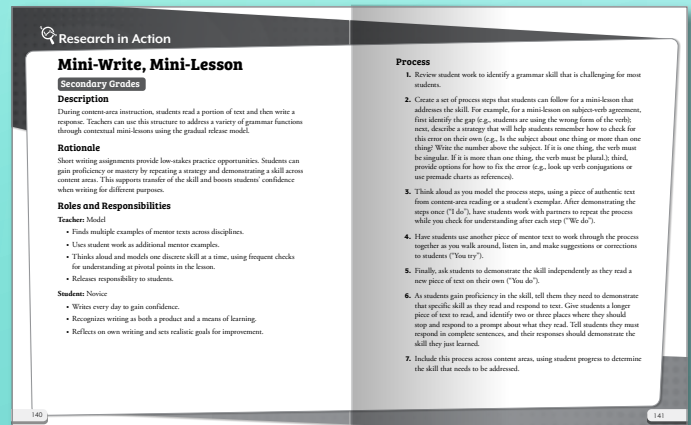 Research in Action
Mini-Write, Mini-Lesson
Secondary Grades
Description
During content-area instruction, students read a portion of text and then write a
response. Teachers can use this structure to address a variety of grammar functions
through contextual mini-lessons using the gradual release model.
Rationale
Short writing assignments provide low-stakes practice opportunities. Students can
gain proficiency or mastery by repeating a strategy and demonstrating a skill across
content areas. This supports transfer of the skill and boosts students' confidence
when writing for different purposes.
Roles and Responsibilities
Teacher: Model
• Finds multiple examples of mentor texts across disciplines.
• Uses student work as additional mentor examples.
• Thinks aloud and models one discrete skill at a time, using frequent checks
for understanding at pivotal points in the lesson.
• Releases responsibility to students.
Student: Novice
• Writes every day to gain confidence.
• Recognizes writing as both a product and a means of learning.
• Reflects on own writing and sets realistic goals for improvement.
140
Process
1. Review student work to identify a grammar skill that is challenging for most
students.
2. Create a set of process steps that students can follow for a mini-lesson that
addresses the skill. For example, for a mini-lesson on subject-verb agreement,
first identify the gap (e.g., students are using the wrong form of the verb);
next, describe a strategy that will help students remember how to check for
this error on their own (e.g., Is the subject about one thing or more than one
thing? Write the number above the subject. If it is one thing, the verb must
be singular. If it is more than one thing, the verb must be plural.); third,
provide options for how to fix the error (e.g., look up verb conjugations or
use premade charts as references).
3. Think aloud as you model the process steps, using a piece of authentic text
from content-area reading or a student's exemplar. After demonstrating the
steps once ("I do"), have students work with partners to repeat the process
while you check for understanding after each step ("We do").
4. Have students use another piece of mentor text to work through the process
together as you walk around, listen in, and make suggestions or corrections
to students ("You try").
5. Finally, ask students to demonstrate the skill independently as they read a
new piece of text on their own ("You do").
6. As students gain proficiency in the skill, tell them they need to demonstrate
that specific skill as they read and respond to text. Give students a longer
piece of text to read, and identify two or three places where they should
stop and respond to a prompt about what they read. Tell students they must
respond in complete sentences, and their responses should demonstrate the
skill they just learned.
7. Include this process across content areas, using student progress to determine
the skill that needs to be addressed.
141